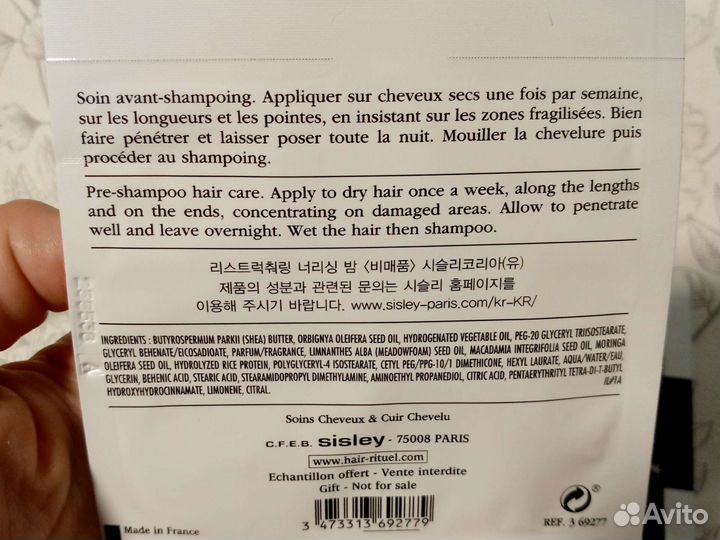 Soin avant-shampoing. Appliquer sur cheveux secs une fois par semaine,
sur les longueurs et les pointes, en insistant sur les zones fragilisées. Bien
faire pénétrer et laisser poser toute la nuit. Mouiller la chevelure puis
procéder au shampoing.
Pre-shampoo hair care. Apply to dry hair once a week, along the lengths
and on the ends, concentrating on damaged areas. Allow to penetrate
well and leave overnight. Wet the hair then shampoo.
리스트럭춰링 너리싱 밤 <비매품> 시슬리코리아(유)
제품의 성분과 관련된 문의는 시슬리 홈페이지를
이용해 주시기 바랍니다. www.sisley-paris.com/kr-KR/
INGREDIENTS : BUTYROSPERMUM PARKII (SHEA) BUTTER, ORBIGNYA OLEIFERA SEED OIL, HYDROGENATED VEGETABLE OIL, PEG-20 GLYCERYL TRIISOSTEARATE,
GLYCERYL BEHENATE/EICOSADIOATE, PARFUM/FRAGRANCE, LIMNANTHES ALBA (MEADOWFOAM) SEED OIL, MACADAMIA INTEGRIFOLIA SEED OIL, MORINGA
OLEIFERA SEED OIL, HYDROLYZED RICE PROTEIN, POLYGLYCERYL-4 ISOSTEARATE, CETYL PEG/PPG-10/1 DIMETHICONE, HEXYL LAURATE, AQUA/WATER/EAU,
GLYCERIN, BEHENIC ACID, STEARIC ACID, STEARAMIDOPROPYL DIMETHYLAMINE, AMINOETHYL PROPANEDIOL, CITRIC ACID, PENTAERYTHRITYL TETRA-DI-T-BUTYL
HYDROXYHYDROCINNAMATE, LIMONENE, CITRAL. IL#1A
Soins Cheveux & Cuir Chevelu
C.F.E.B. sisley - 75008 PARIS
www.hair-rituel.com
Echantillon offert - Vente interdite
Gift - Not for sale
3 473313 692779
Made in France
REF. 3 69277
Avito